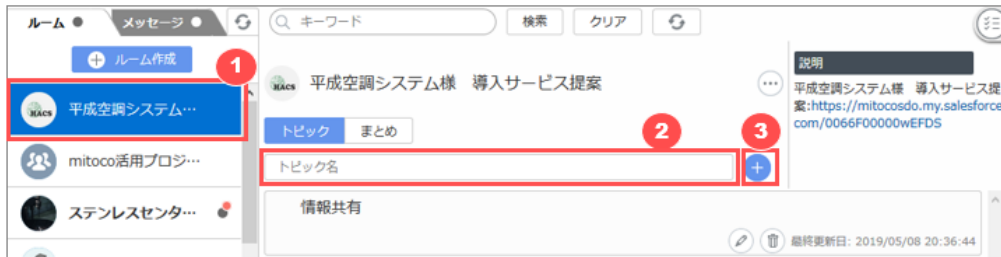 ルーム
メッセージ
キーワード
検索
クリア
ルーム作成
1
平成空調システム…
mitoco活用プロジ…
ステンレスセンタ…
HACS
平成空調システム様 導入サービス提案
トピック
まとめ
2
3
トピック名
情報共有
最終更新日: 2019/05/08 20:36:44
説明
平成空調システム様 導入サービス提
案:https://mitocosdo.my.salesforce
com/0066F00000wEFDS